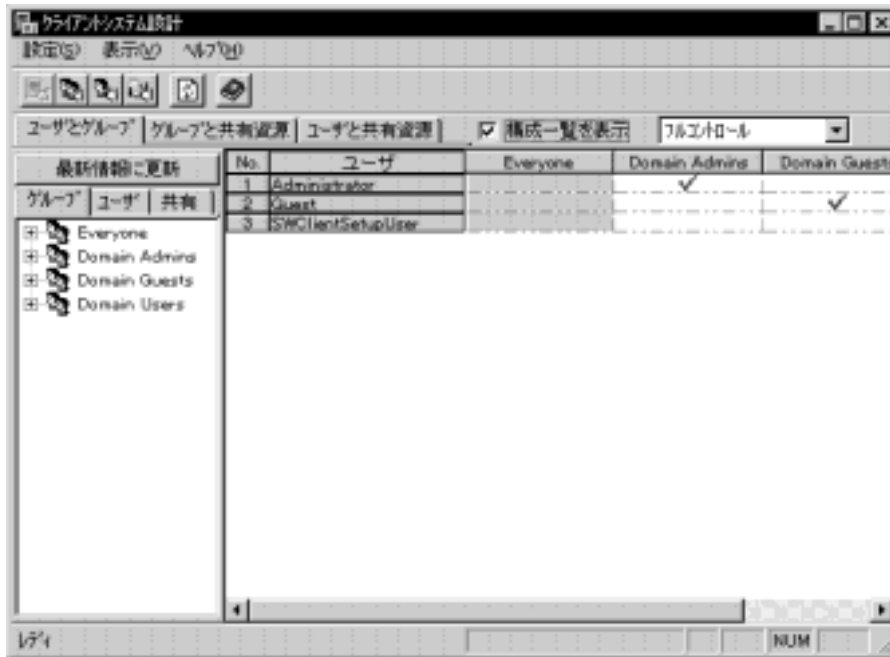 クライアントシステム設計
設定(S) 表示(V) ヘルプ(H)
ユーザとグループ グループと共有資源 ユーザと共有資源 構成一覧を表示 フルコントロール
最新情報に更新
グループ ユーザ 共有
Everyone
Domain Admins
Domain Guests
Domain Users
No. ユーザ Everyone Domain Admins Domain Guests
1 Administrator
2 Guest
3 SWClientSetupUser
レディ NUM